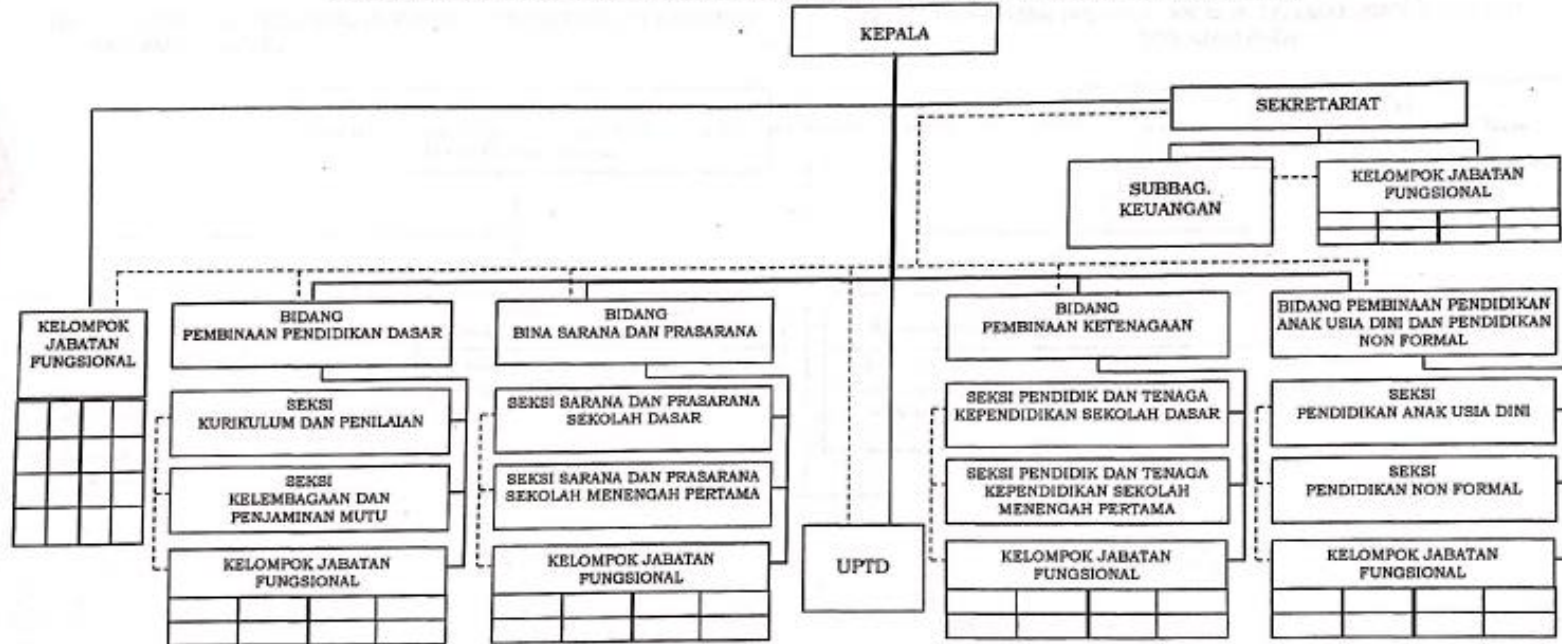 KEPALA
SEKRETARIAT
SUBBAG.
KEUANGAN
KELOMPOK JABATAN
FUNGSIONAL
KELOMPOK
JABATAN
FUNGSIONAL
BIDANG
PEMBINAAN PENDIDIKAN DASAR
SEKSI
KURIKULUM DAN PENILAIAN
SEKSI
KELEMBAGAAN DAN
PENJAMINAN MUTU
KELOMPOK JABATAN
FUNGSIONAL
BIDANG
BINA SARANA DAN PRASARANA
SEKSI SARANA DAN PRASARANA
SEKOLAH DASAR
SEKSI SARANA DAN PRASARANA
SEKOLAH MENENGAH PERTAMA
KELOMPOK JABATAN
FUNGSIONAL
UPTD
BIDANG
PEMBINAAN KETENAGAAN
SEKSI PENDIDIK DAN TENAGA
KEPENDIDIKAN SEKOLAH DASAR
SEKSI PENDIDIK DAN TENAGA
KEPENDIDIKAN SEKOLAH
MENENGAH PERTAMA
KELOMPOK JABATAN
FUNGSIONAL
BIDANG PEMBINAAN PENDIDIKAN
ANAK USIA DINI DAN PENDIDIKAN
NON FORMAL
SEKSI
PENDIDIKAN ANAK USIA DINI
SEKSI
PENDIDIKAN NON FORMAL
KELOMPOK JABATAN
FUNGSIONAL